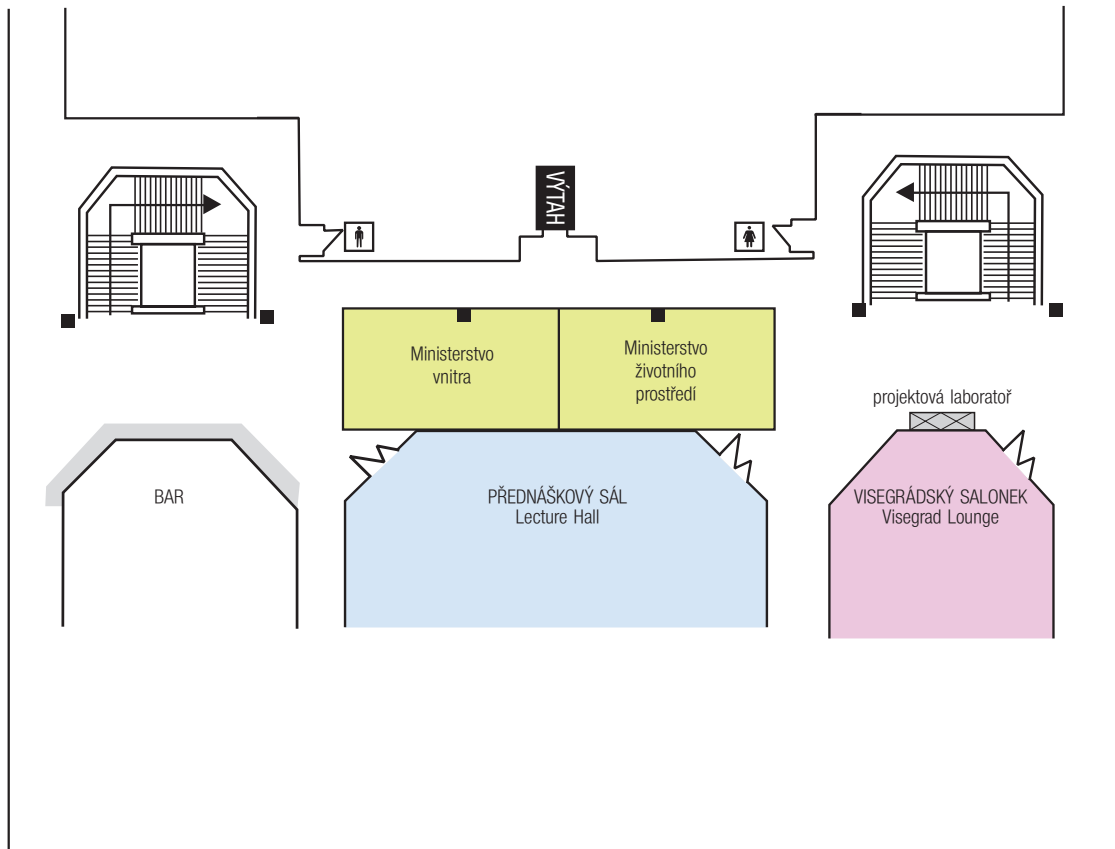 VÝTAH
Ministerstvo
vnitra
Ministerstvo
životního
prostředí
projektová laboratoř
BAR
PŘEDNÁŠKOVÝ SÁL
Lecture Hall
VISEGRÁDSKÝ SALONEK
Visegrad Lounge